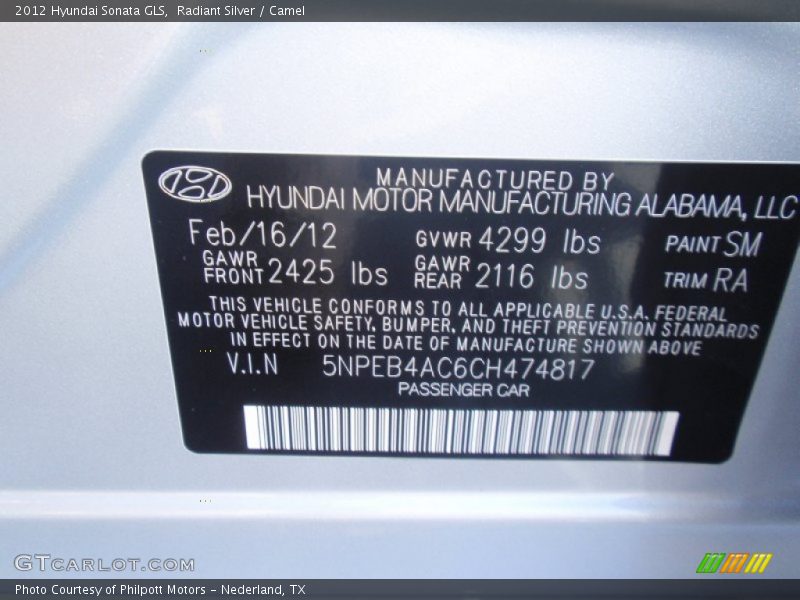 2012 Hyundai Sonata GLS, Radiant Silver / Camel
MANUFACTURED BY
HYUNDAI MOTOR MANUFACTURING ALABAMA, LLC
Feb/16/12 GVWR 4299 lbs PAINT SM
GAWR FRONT 2425 lbs GAWR REAR 2116 lbs TRIM RA
THIS VEHICLE CONFORMS TO ALL APPLICABLE U.S.A. FEDERAL
MOTOR VEHICLE SAFETY, BUMPER, AND THEFT PREVENTION STANDARDS
IN EFFECT ON THE DATE OF MANUFACTURE SHOWN ABOVE
V.I.N 5NPEB4AC6CH474817
PASSENGER CAR
GTCARLOT.COM
Photo Courtesy of Philpott Motors - Nederland, TX